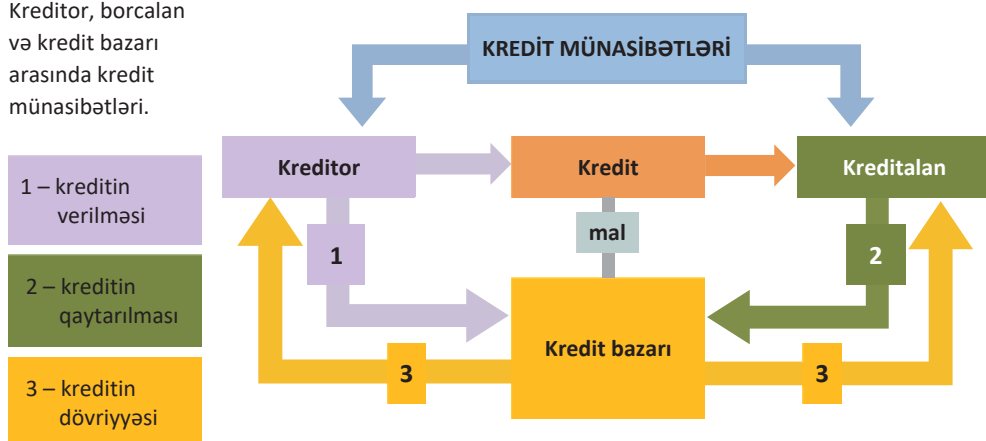 Kreditor, borcalan
və kredit bazarı
arasında kredit
münasibətləri.
KREDİT MÜNASİBƏTLƏRİ
Kreditor
Kredit
Kreditalan
1 – kreditin
verilməsi
mal
1
2
2 – kreditin
qaytarılması
Kredit bazarı
3
3
3 – kreditin
dövriyyəsi